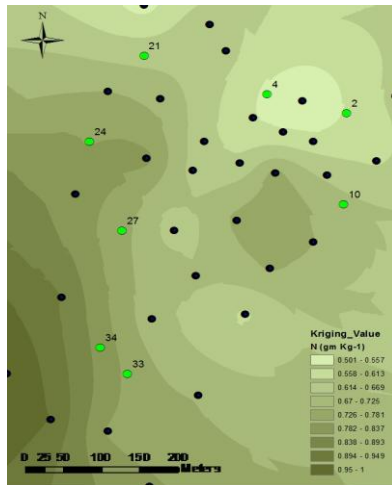 N
21
4
2
24
10
27
34
33
Kriging_Value
N (gm Kg-1)
0.501 - 0.557
0.558 - 0.613
0.614 - 0.669
0.67 - 0.725
0.726 - 0.781
0.782 - 0.837
0.838 - 0.893
0.894 - 0.949
0.95 - 1
0 25 50 100 150 200
Meters